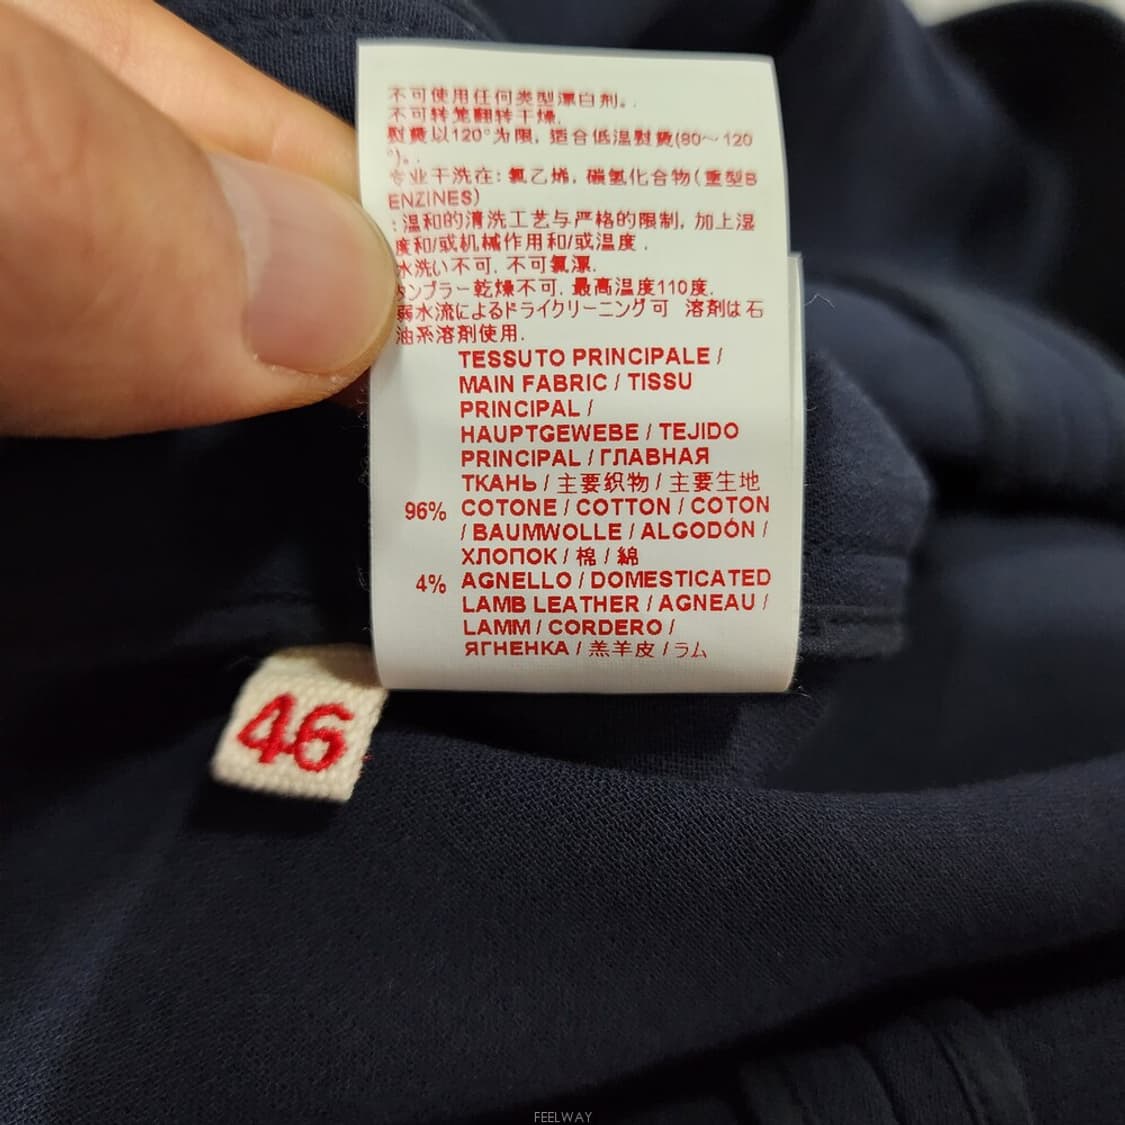 不可使用任何类型漂白剂。.
不可转笼翻转干燥.
熨燙以120°为限, 适合低温熨燙(80～120
°)。.
专业干洗在: 氯乙烯, 碳氢化合物(重型B
ENZINES)
: 温和的清洗工艺与严格的限制, 加上湿
度和/或机械作用和/或温度 .
水洗い不可, 不可氯漂.
タンブラー乾燥不可, 最高温度110度.
弱水流によるドライクリーニング可 溶剤は石
油系溶剤使用.
TESSUTO PRINCIPALE /
MAIN FABRIC / TISSU
PRINCIPAL /
HAUPTGEWEBE / TEJIDO
PRINCIPAL / ГЛАВНАЯ
ТКАНЬ / 主要织物 / 主要生地
96% COTONE / COTTON / COTON
/ BAUMWOLLE / ALGODÓN /
ХЛОПОК / 棉 / 綿
4% AGNELLO / DOMESTICATED
LAMB LEATHER / AGNEAU /
LAMM / CORDERO /
ЯГНЕНКА / 羔羊皮 / ラム
46
FEELWAY